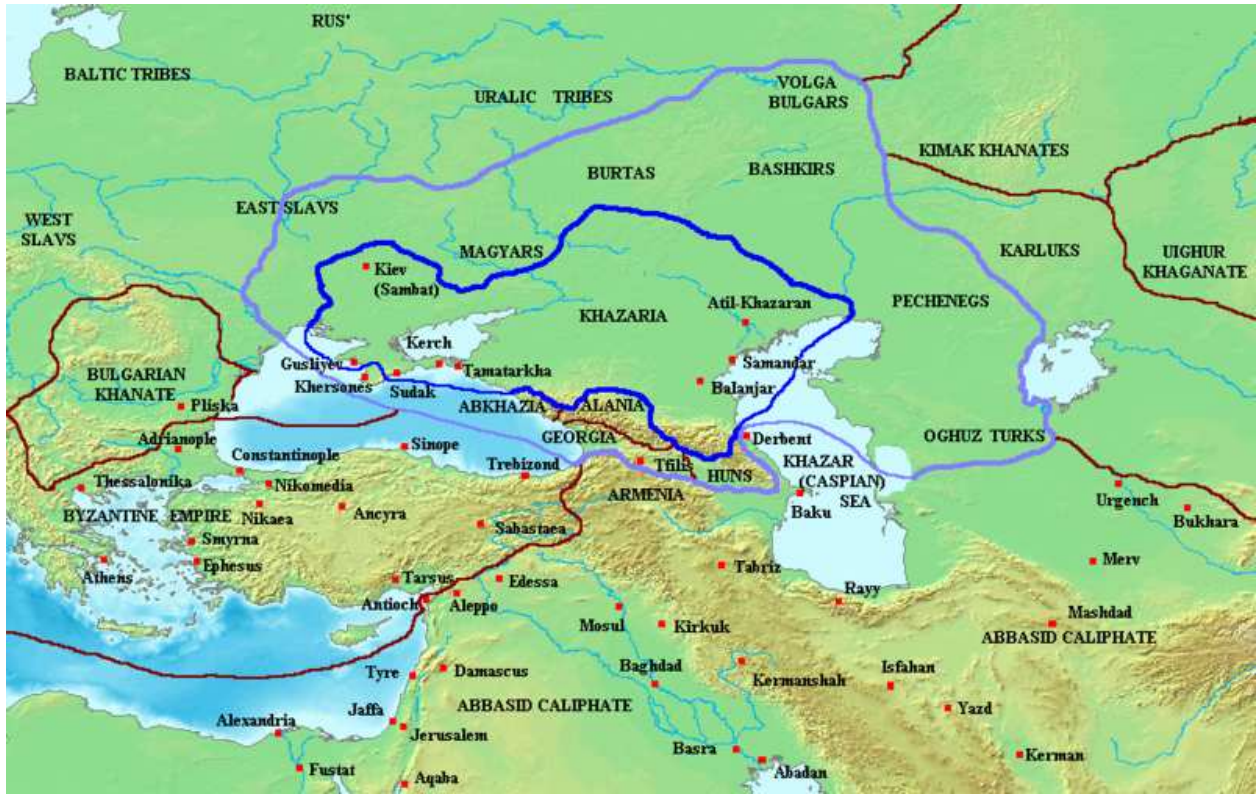 RUS'
BALTIC TRIBES
URALIC TRIBES
VOLGA
BULGARS
KIMAK KHANATES
BURTAS
BASHKIRS
EAST SLAVS
WEST
SLAVS
MAGYARS
KARLUKS
UIGHUR
KHAGANATE
Kiev
(Sambat)
PECHENEGS
Atil-Khazaran
KHAZARIA
Kerch
Gusliyev
Tamatarkha
Samandar
Khersones
Sudak
Balanjar
BULGARIAN
KHANATE
Pliska
ABKHAZIA
ALANIA
Adrianople
Sinope
GEORGIA
Derbent
OGHUZ TURKS
Constantinople
Trebizond
Tfilis
HUNS
KHAZAR
(CASPIAN)
SEA
Thessalonika
Nikomedia
ARMENIA
Urgench
BYZANTINE EMPIRE
Nikaea
Ancyra
Sabastaea
Baku
Bukhara
Smyrna
Athens
Ephesus
Tarsus
Edessa
Tabriz
Merv
Antioch
Aleppo
Rayy
Mosul
Kirkuk
Mashdad
ABBASID CALIPHATE
Tyre
Damascus
Baghdad
Kermanshah
Isfahan
ABBASID CALIPHATE
Yazd
Alexandria
Jaffa
Jerusalem
Basra
Kerman
Fustat
Aqaba
Abadan